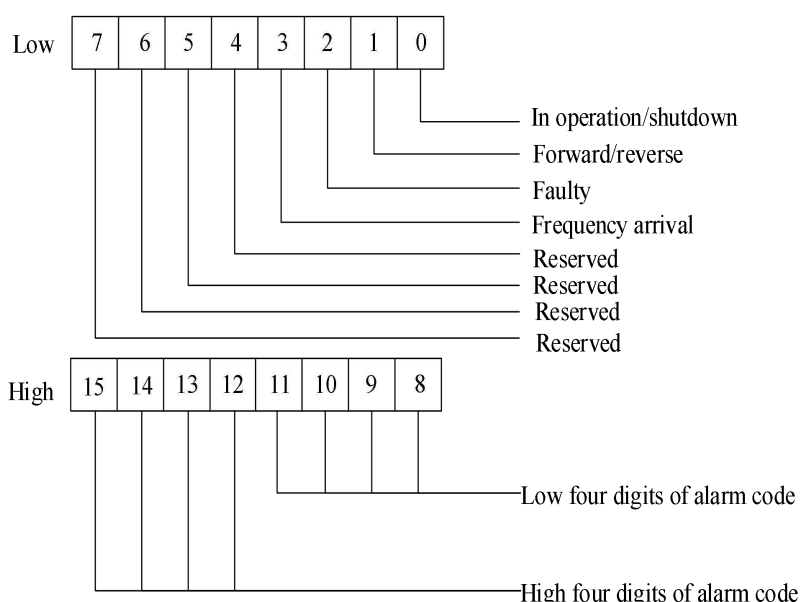 Low 7 6 5 4 3 2 1 0
In operation/shutdown
Forward/reverse
Faulty
Frequency arrival
Reserved
Reserved
Reserved
Reserved
High 15 14 13 12 11 10 9 8
Low four digits of alarm code
High four digits of alarm code